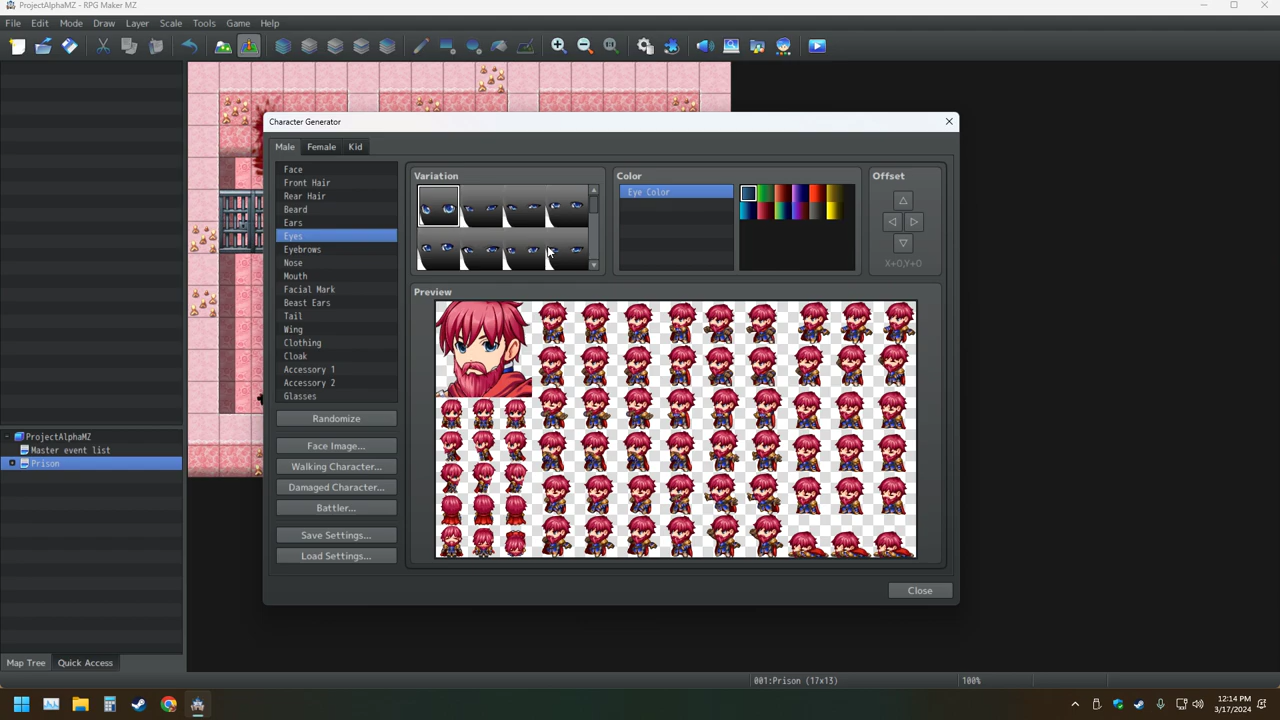 ProjectAlphaMZ - RPG Maker MZ
File Edit Mode Draw Layer Scale Tools Game Help
Character Generator
Male Female Kid
Face
Front Hair
Rear Hair
Beard
Ears
Eyes
Eyebrows
Nose
Mouth
Facial Mark
Beast Ears
Tail
Wing
Clothing
Cloak
Accessory 1
Accessory 2
Glasses
Randomize
Face Image...
Walking Character...
Damaged Character...
Battler...
Save Settings...
Load Settings...
Variation
Color
Eye Color
Offset
X+0,Y+0
Preview
Close
ProjectAlphaMZ
Master event list
Prison
Map Tree Quick Access
001:Prison (17x13) 100%
12:14 PM
3/17/2024